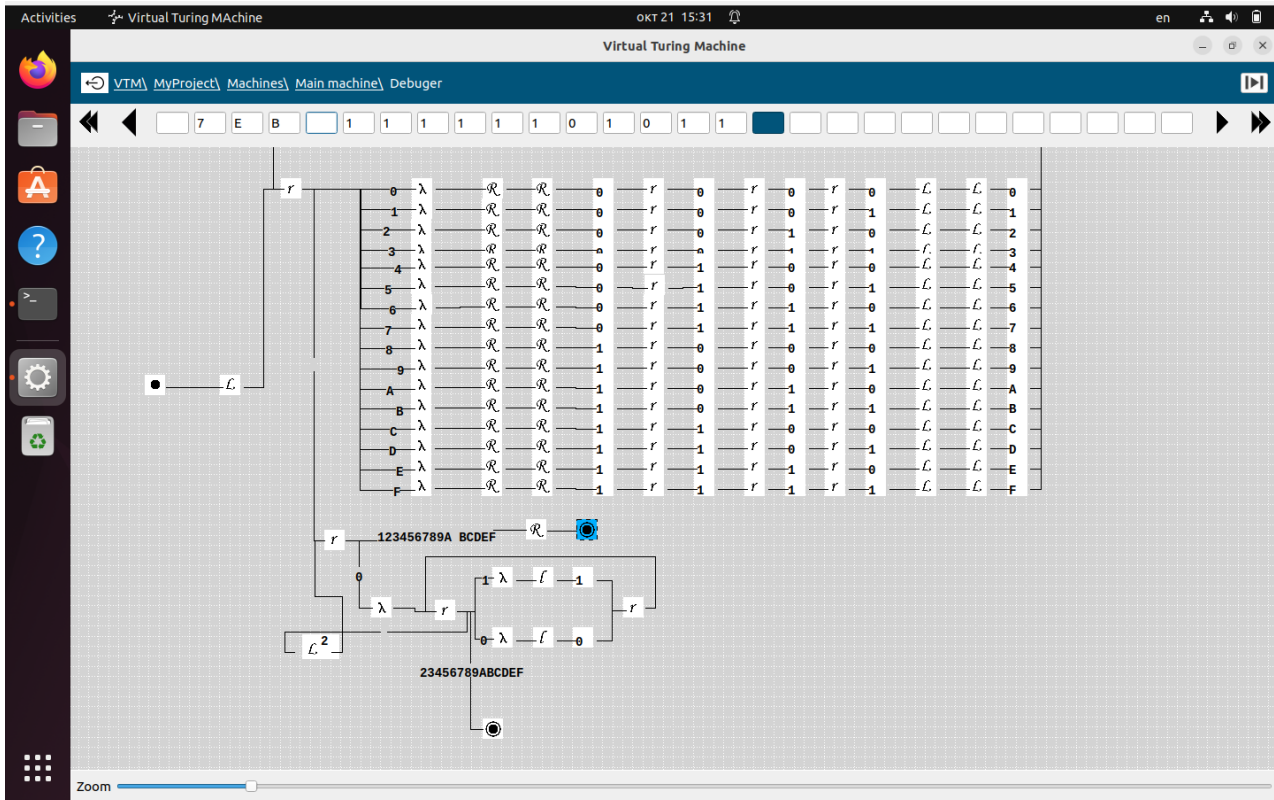 Activities Virtual Turing MAchine окт 21 15:31 en
Virtual Turing Machine
VTM\ MyProject\ Machines\ Main machine\ Debuger
7 E B 1 1 1 1 1 1 0 1 0 1 1
r 0 λ R R 0 r 0 r 0 r 0 L L 0
1 λ R R 0 r 0 r 0 r 1 L L 1
2 λ R R 0 r 0 r 1 r 0 L L 2
3 λ R R 0 r 0 r 1 r 1 L L 3
4 λ R R 0 r 1 r 0 r 0 L L 4
5 λ R R 0 r 1 r 0 r 1 L L 5
6 λ R R 0 r 1 r 1 r 0 L L 6
7 λ R R 0 r 1 r 1 r 1 L L 7
8 λ R R 1 r 0 r 0 r 0 L L 8
9 λ R R 1 r 0 r 0 r 1 L L 9
L A λ R R 1 r 0 r 1 r 0 L L A
B λ R R 1 r 0 r 1 r 1 L L B
C λ R R 1 r 1 r 0 r 0 L L C
D λ R R 1 r 1 r 0 r 1 L L D
E λ R R 1 r 1 r 1 r 0 L L E
F λ R R 1 r 1 r 1 r 1 L L F
r 123456789A BCDEF R
0 1 λ l 1
λ r r
L 2 0 λ l 0
23456789ABCDEF
Zoom